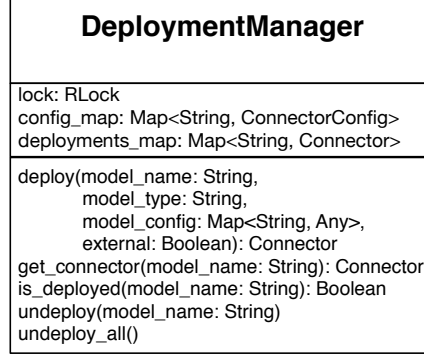 DeploymentManager
lock: RLock
config_map: Map<String, ConnectorConfig>
deployments_map: Map<String, Connector>
deploy(model_name: String,
model_type: String,
model_config: Map<String, Any>,
external: Boolean): Connector
get_connector(model_name: String): Connector
is_deployed(model_name: String): Boolean
undeploy(model_name: String)
undeploy_all()